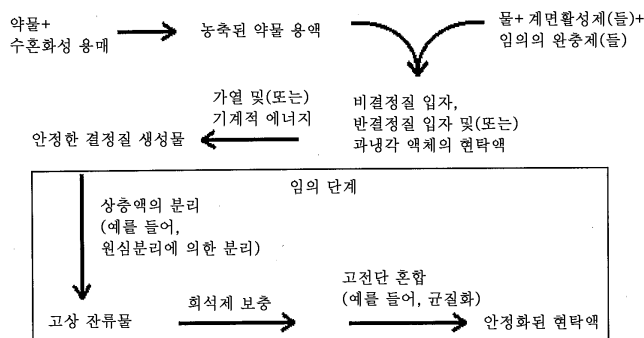 약물+
수혼화성 용매
농축된 약물 용액
물+ 계면활성제(들)+
임의의 완충제(들)
비결정질 입자,
반결정질 입자 및(또는)
과냉각 액체의 현탁액
가열 및(또는)
기계적 에너지
안정한 결정질 생성물
임의 단계
상층액의 분리
(예를 들어,
원심분리에 의한 분리)
고상 잔류물
희석제 보충
고전단 혼합
(예를 들어, 균질화)
안정화된 현탁액